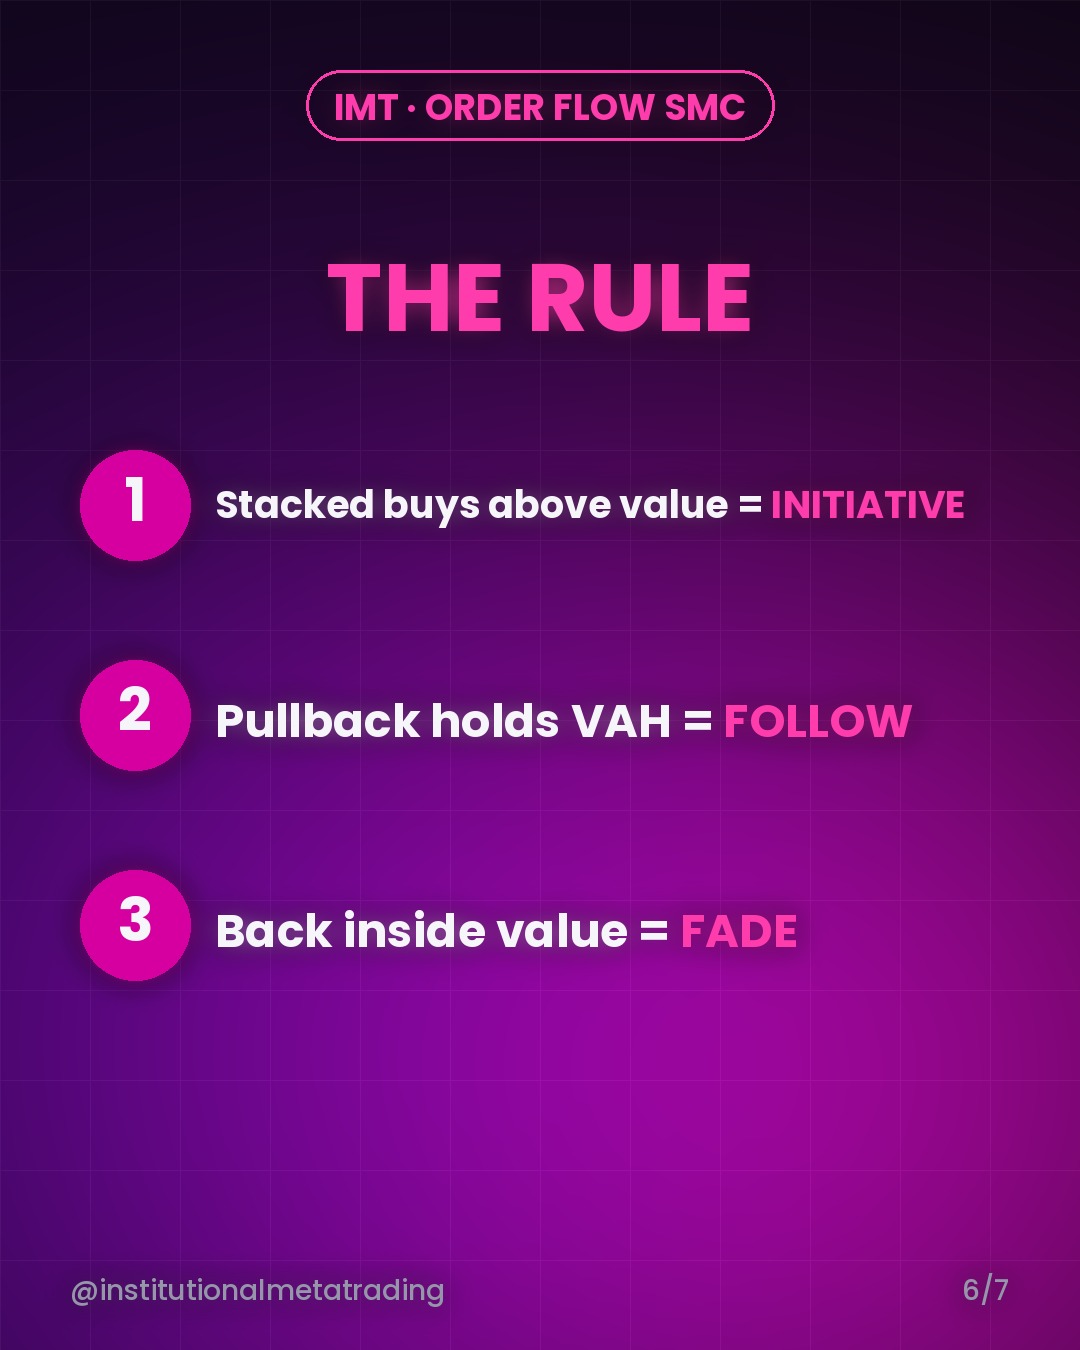 IMT · ORDER FLOW SMC
THE RULE
1 Stacked buys above value = INITIATIVE
2 Pullback holds VAH = FOLLOW
3 Back inside value = FADE
@institutionalmetatrading 6/7